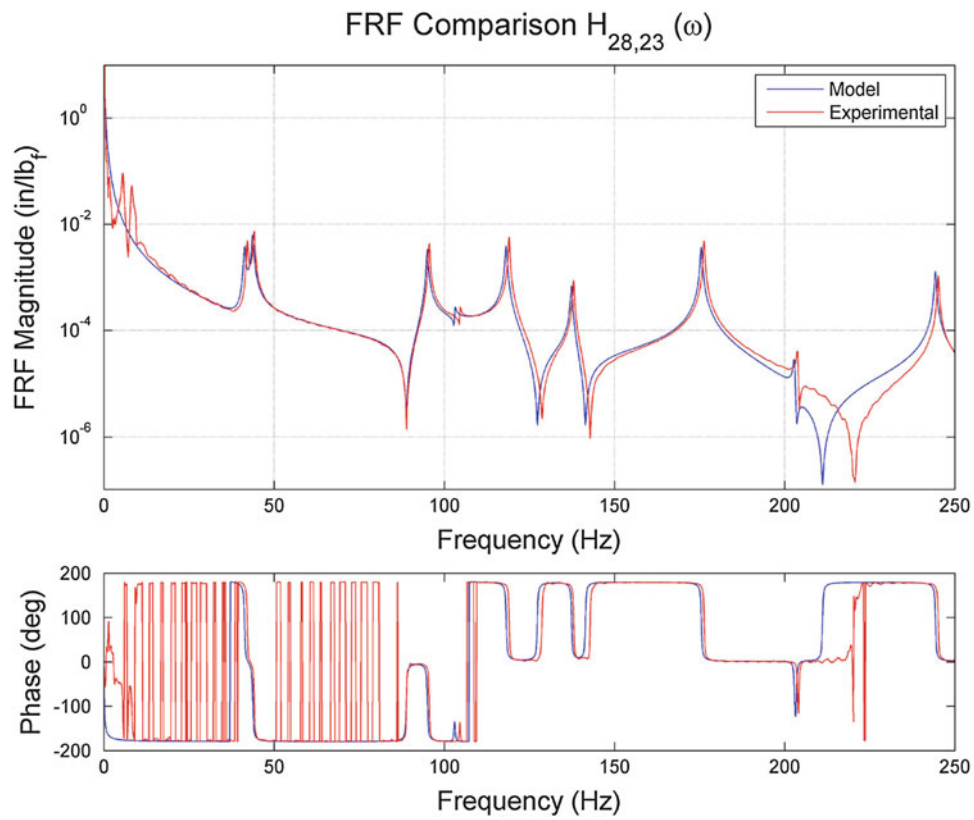 FRF Comparison H28,23 (ω)
FRF Magnitude (in/lbf)
10^0
10^-2
10^-4
10^-6
Model
Experimental
0 50 100 150 200 250
Frequency (Hz)
Phase (deg)
200
100
0
-100
-200
0 50 100 150 200 250
Frequency (Hz)